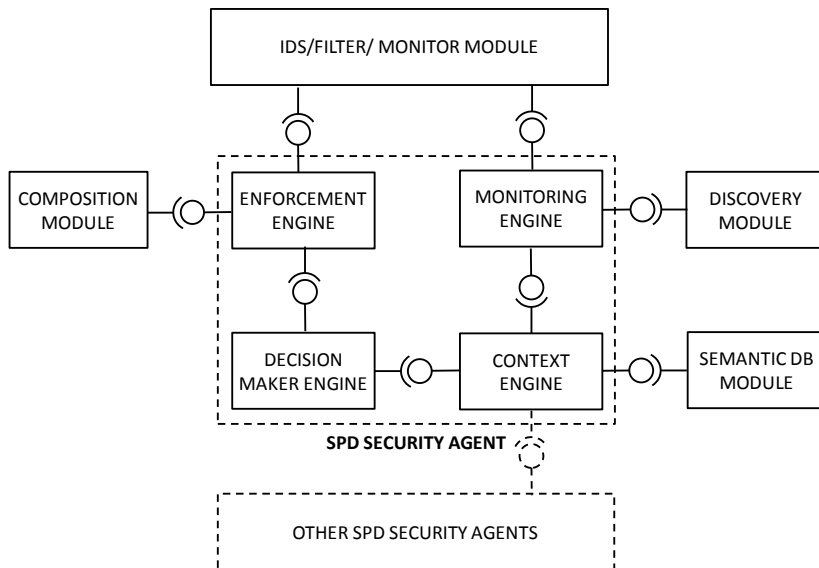 IDS/FILTER/ MONITOR MODULE
COMPOSITION
MODULE
ENFORCEMENT
ENGINE
MONITORING
ENGINE
DISCOVERY
MODULE
DECISION
MAKER ENGINE
CONTEXT
ENGINE
SEMANTIC DB
MODULE
SPD SECURITY AGENT
OTHER SPD SECURITY AGENTS